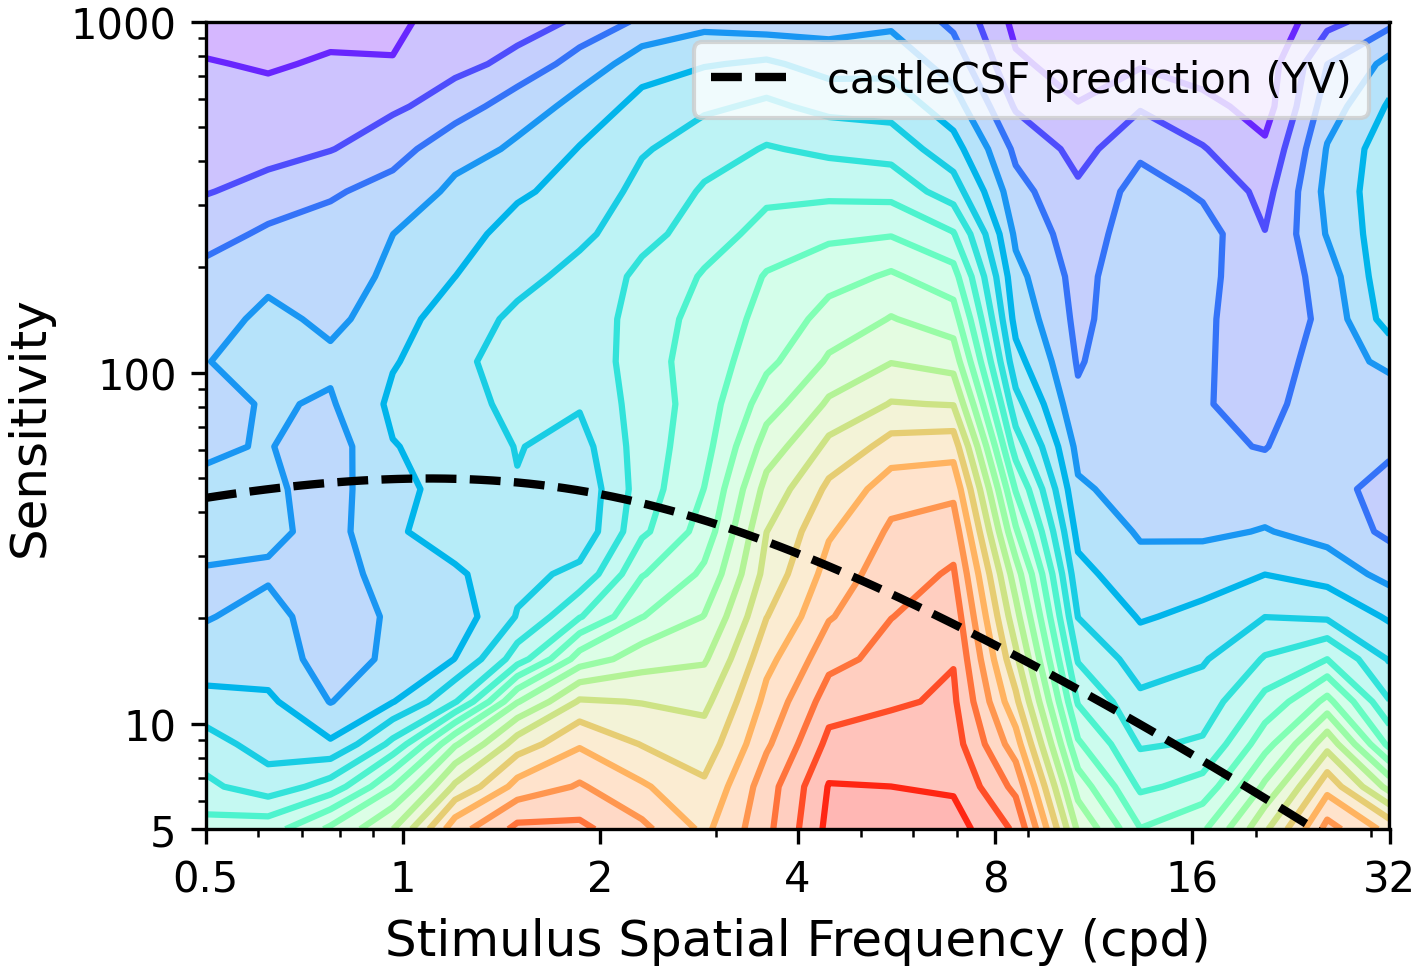 1000
castleCSF prediction (YV)
100
Sensitivity
10
5
0.5 1 2 4 8 16 32
Stimulus Spatial Frequency (cpd)